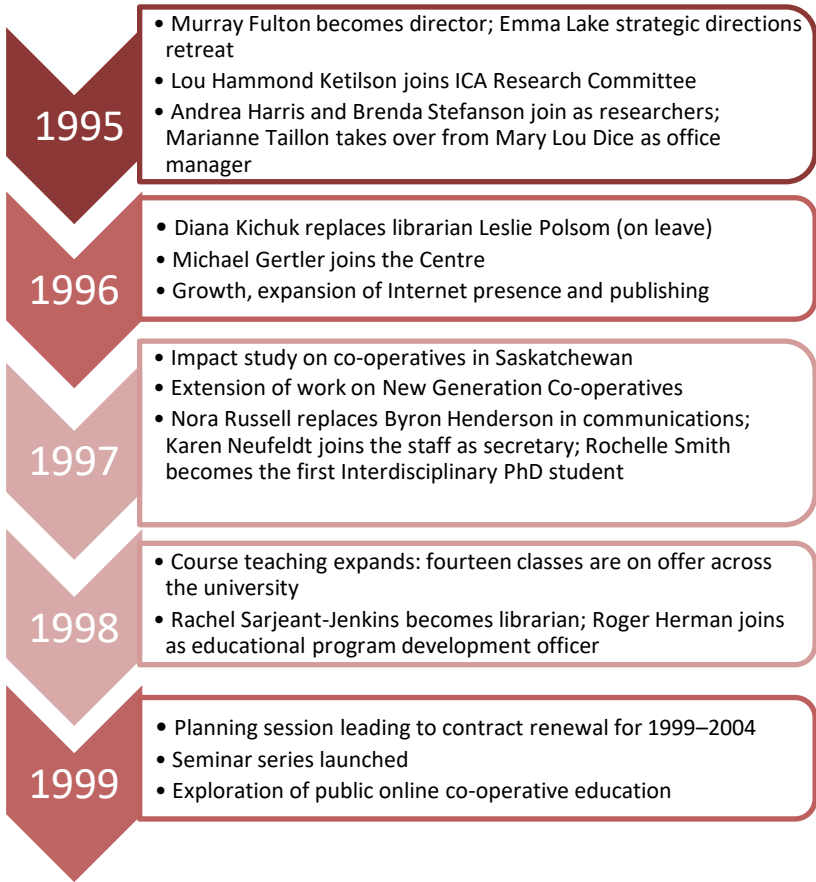 1995
• Murray Fulton becomes director; Emma Lake strategic directions
retreat
• Lou Hammond Ketilson joins ICA Research Committee
• Andrea Harris and Brenda Stefanson join as researchers;
Marianne Taillon takes over from Mary Lou Dice as office
manager
1996
• Diana Kichuk replaces librarian Leslie Polsom (on leave)
• Michael Gertler joins the Centre
• Growth, expansion of Internet presence and publishing
1997
• Impact study on co-operatives in Saskatchewan
• Extension of work on New Generation Co-operatives
• Nora Russell replaces Byron Henderson in communications;
Karen Neufeldt joins the staff as secretary; Rochelle Smith
becomes the first Interdisciplinary PhD student
1998
• Course teaching expands: fourteen classes are on offer across
the university
• Rachel Sarjeant-Jenkins becomes librarian; Roger Herman joins
as educational program development officer
1999
• Planning session leading to contract renewal for 1999–2004
• Seminar series launched
• Exploration of public online co-operative education